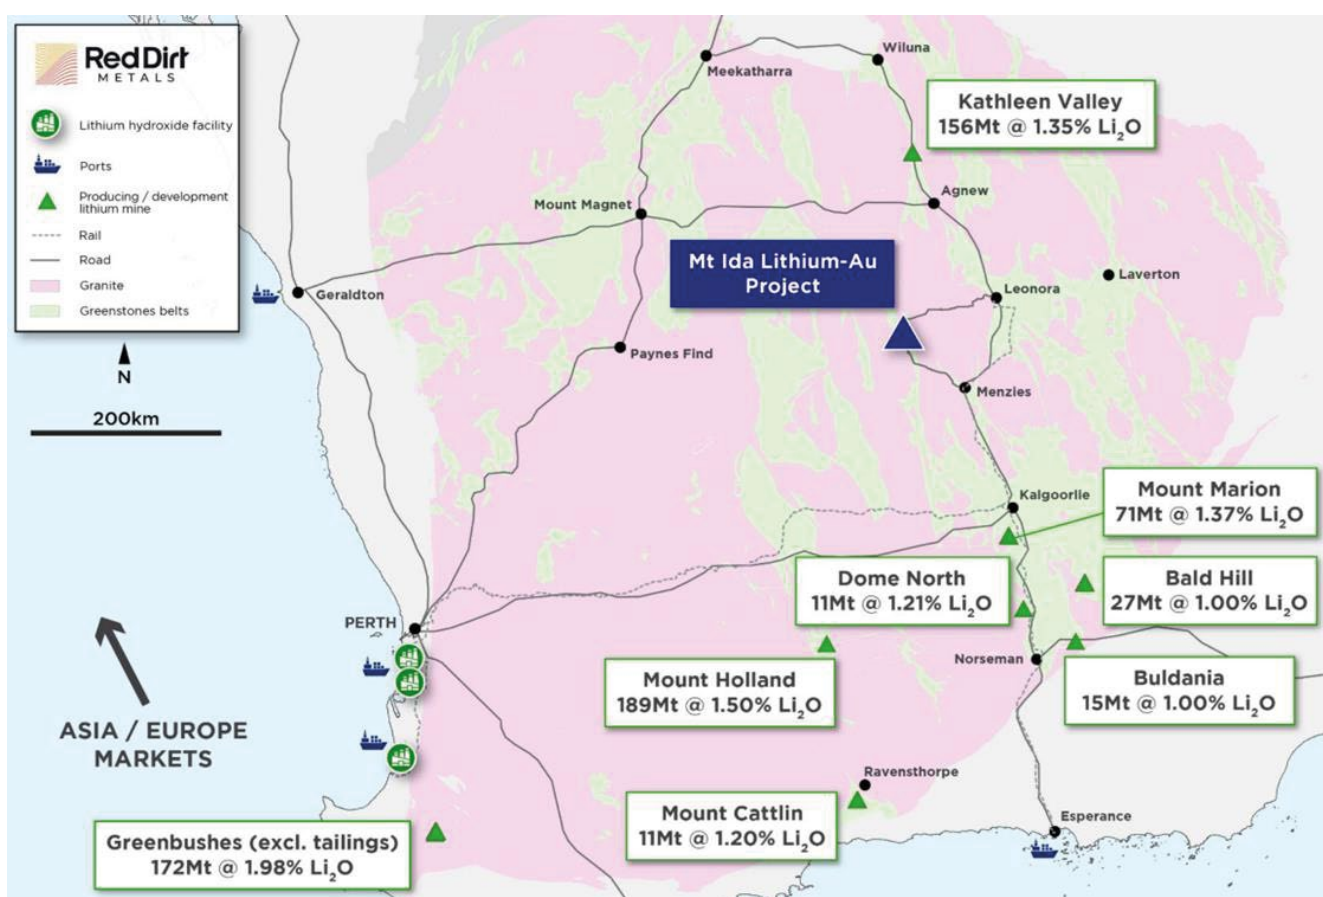 Red Dirt
METALS
Lithium hydroxide facility
Ports
Producing / development
lithium mine
Rail
Road
Granite
Greenstones belts
N
200km
Meekatharra
Wiluna
Kathleen Valley
156Mt @ 1.35% Li₂O
Mount Magnet
Agnew
Mt Ida Lithium-Au
Project
Laverton
Geraldton
Leonora
Paynes Find
Menzies
Kalgoorlie
Mount Marion
71Mt @ 1.37% Li₂O
Dome North
11Mt @ 1.21% Li₂O
Bald Hill
27Mt @ 1.00% Li₂O
PERTH
Norseman
Mount Holland
189Mt @ 1.50% Li₂O
Buldania
15Mt @ 1.00% Li₂O
ASIA / EUROPE
MARKETS
Ravensthorpe
Mount Cattlin
11Mt @ 1.20% Li₂O
Esperance
Greenbushes (excl. tailings)
172Mt @ 1.98% Li₂O